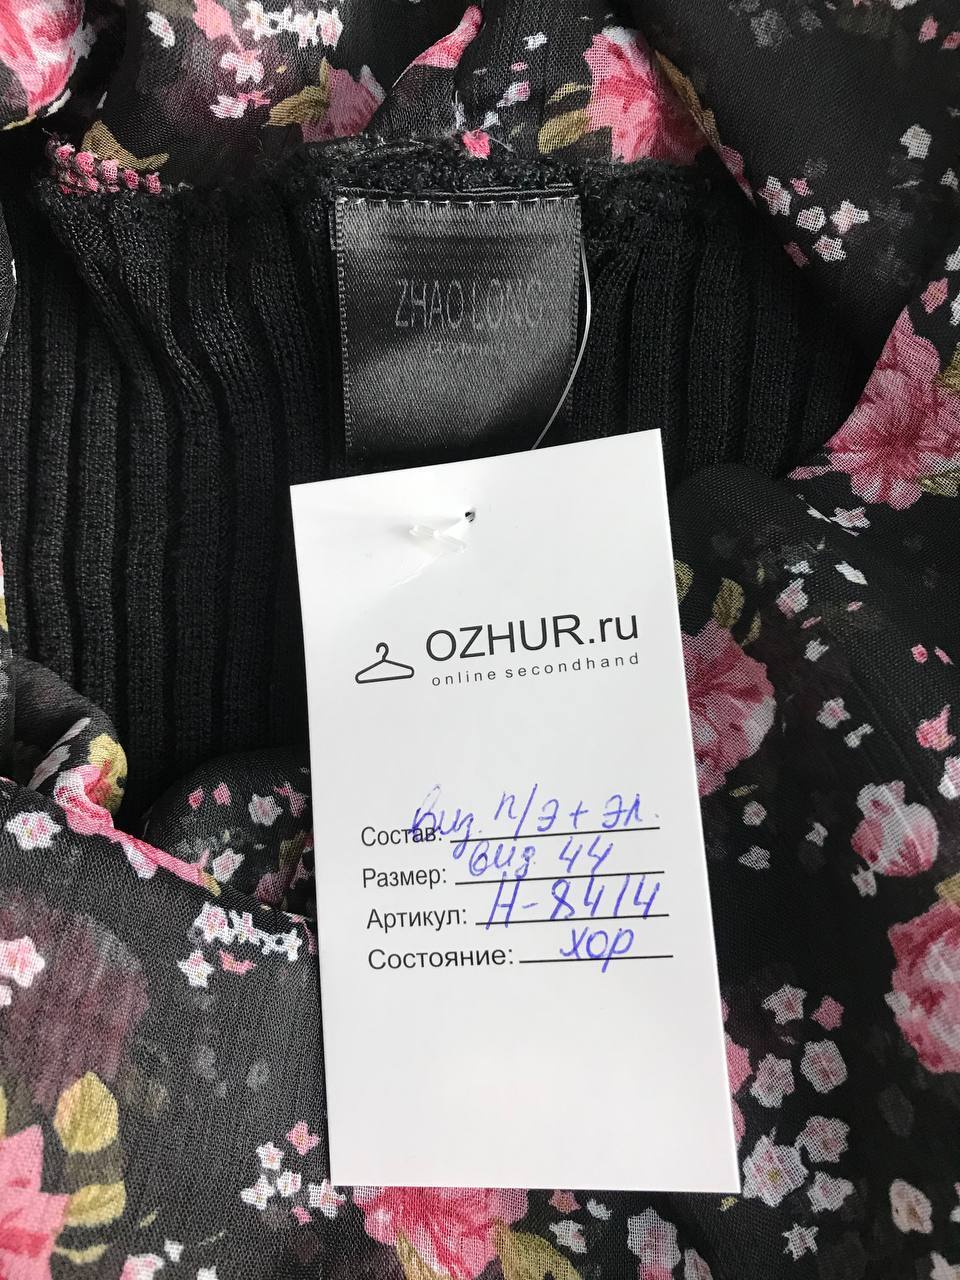 ZHAO LONG
OZHUR.ru
online secondhand
Состав: виз. п/э + эл.
Размер: виз. 44
Артикул: Н-8414
Состояние: хор